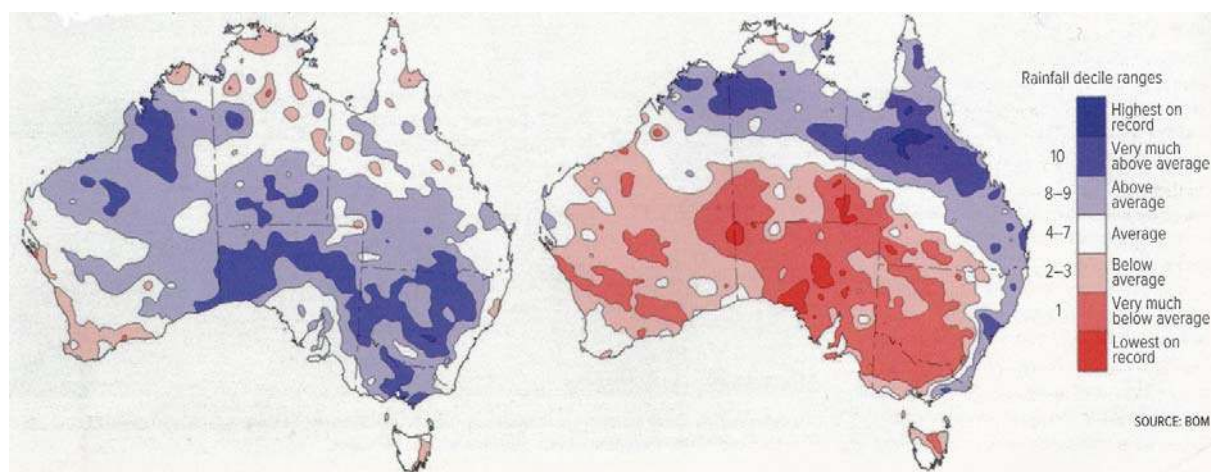 Rainfall decile ranges
Highest on
record
10
Very much
above average
8–9
Above
average
4–7
Average
2–3
Below
average
1
Very much
below average
Lowest on
record
SOURCE: BOM